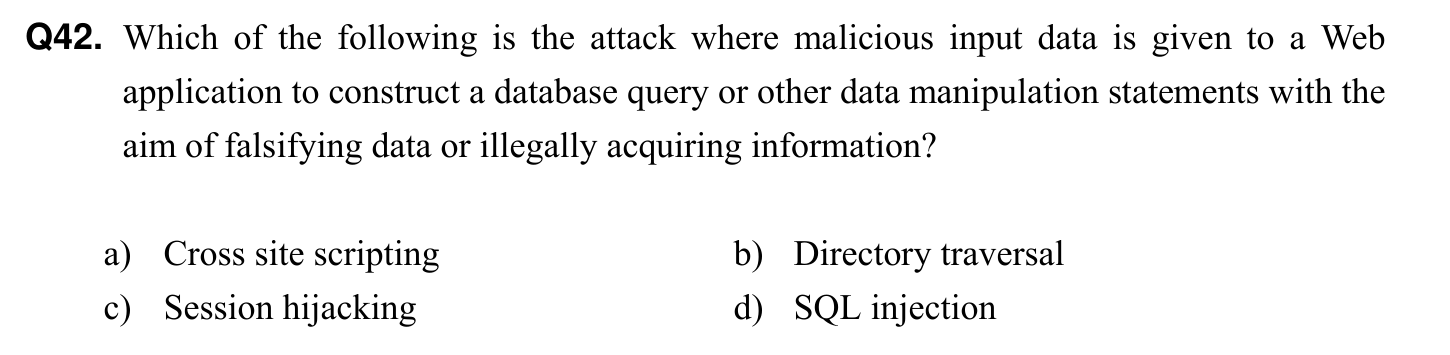 Q42. Which of the following is the attack where malicious input data is given to a Web
application to construct a database query or other data manipulation statements with the
aim of falsifying data or illegally acquiring information?
a) Cross site scripting b) Directory traversal
c) Session hijacking d) SQL injection